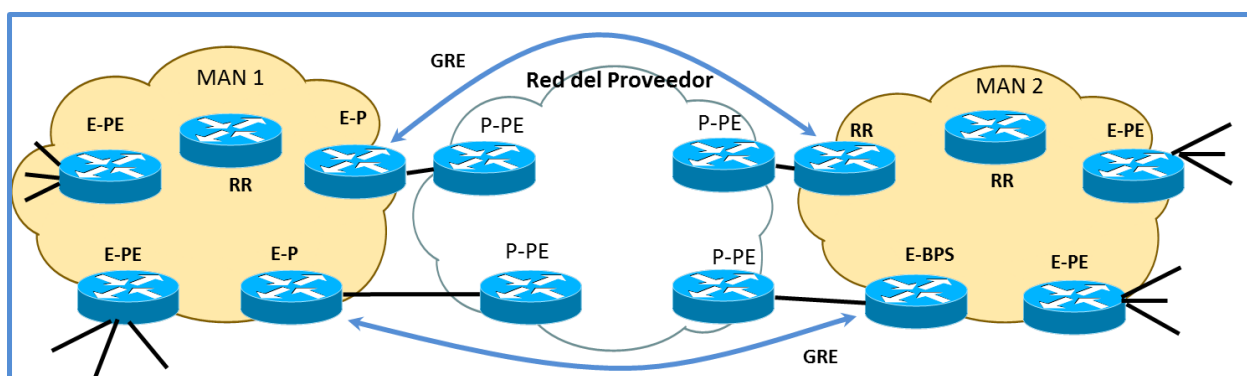 GRE
MAN 1
Red del Proveedor
MAN 2
E-PE
E-P
P-PE
P-PE
RR
E-PE
RR
RR
E-PE
E-P
P-PE
P-PE
E-BPS
E-PE
GRE